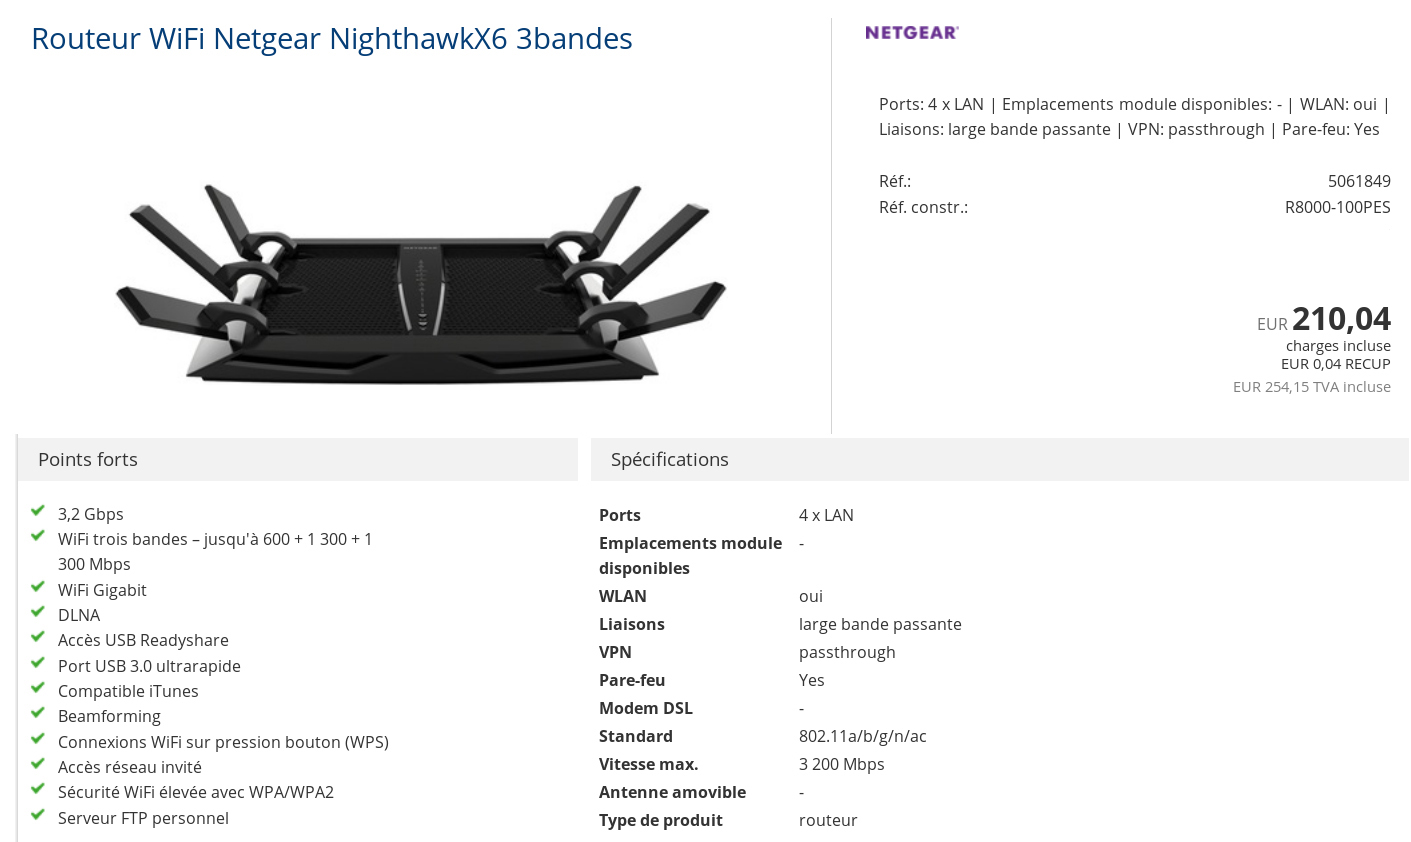 Routeur WiFi Netgear NighthawkX6 3bandes
NETGEAR®
Ports: 4 x LAN | Emplacements module disponibles: - | WLAN: oui |
Liaisons: large bande passante | VPN: passthrough | Pare-feu: Yes
Réf.: 5061849
Réf. constr.: R8000-100PES
NETGEAR
EUR 210,04
charges incluse
EUR 0,04 RECUP
EUR 254,15 TVA incluse
Points forts
3,2 Gbps
WiFi trois bandes – jusqu'à 600 + 1 300 + 1
300 Mbps
WiFi Gigabit
DLNA
Accès USB Readyshare
Port USB 3.0 ultrarapide
Compatible iTunes
Beamforming
Connexions WiFi sur pression bouton (WPS)
Accès réseau invité
Sécurité WiFi élevée avec WPA/WPA2
Serveur FTP personnel
Spécifications
Ports 4 x LAN
Emplacements module -
disponibles
WLAN oui
Liaisons large bande passante
VPN passthrough
Pare-feu Yes
Modem DSL -
Standard 802.11a/b/g/n/ac
Vitesse max. 3 200 Mbps
Antenne amovible -
Type de produit routeur